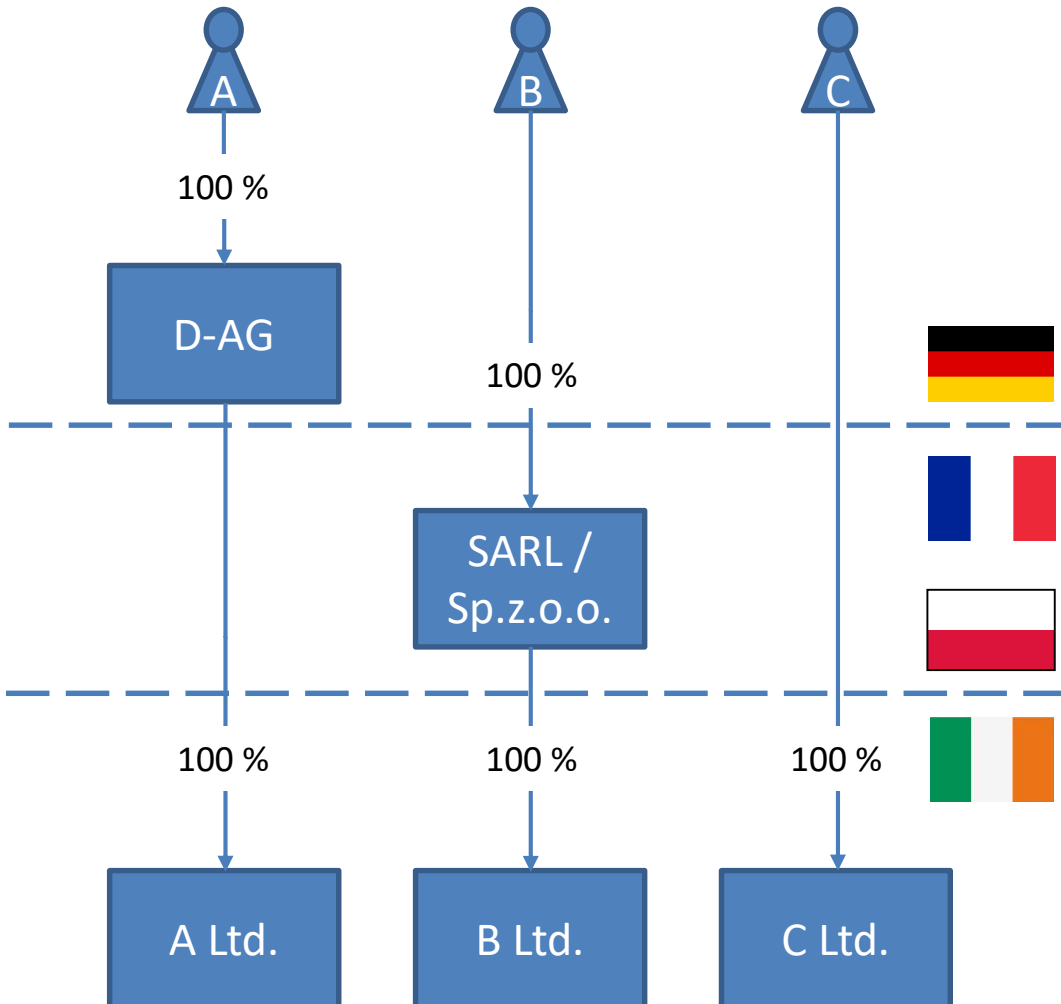 A
B
C
100 %
D-AG
100 %
SARL /
Sp.z.o.o.
100 %
100 %
100 %
A Ltd.
B Ltd.
C Ltd.